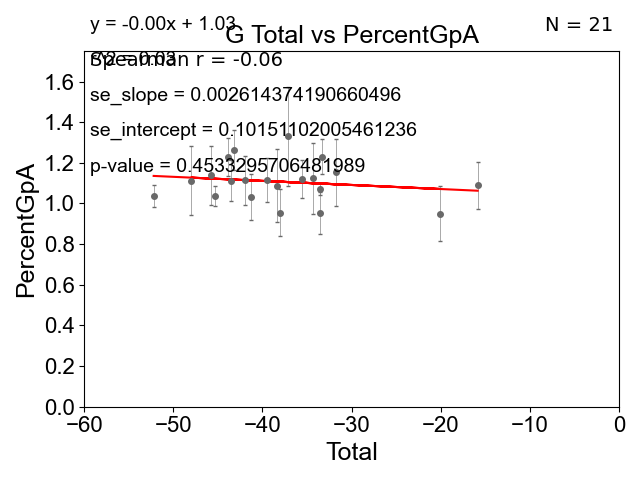 y = -0.00x + 1.03
N = 21
G Total vs PercentGpA
Spearman r = -0.06
se_slope = 0.002614374190660496
se_intercept = 0.10151102005461236
p-value = 0.4533295706481989
PercentGpA
1.6
1.4
1.2
1.0
0.8
0.6
0.4
0.2
0.0
−60
−50
−40
−30
−20
−10
0
Total